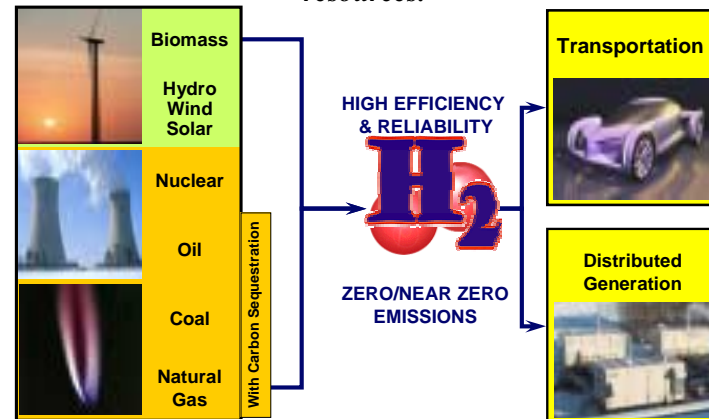 resources.
Biomass
Hydro
Wind
Solar
Nuclear
Oil
Coal
Natural
Gas
With Carbon Sequestration
HIGH EFFICIENCY
& RELIABILITY
H2
ZERO/NEAR ZERO
EMISSIONS
Transportation
Distributed
Generation